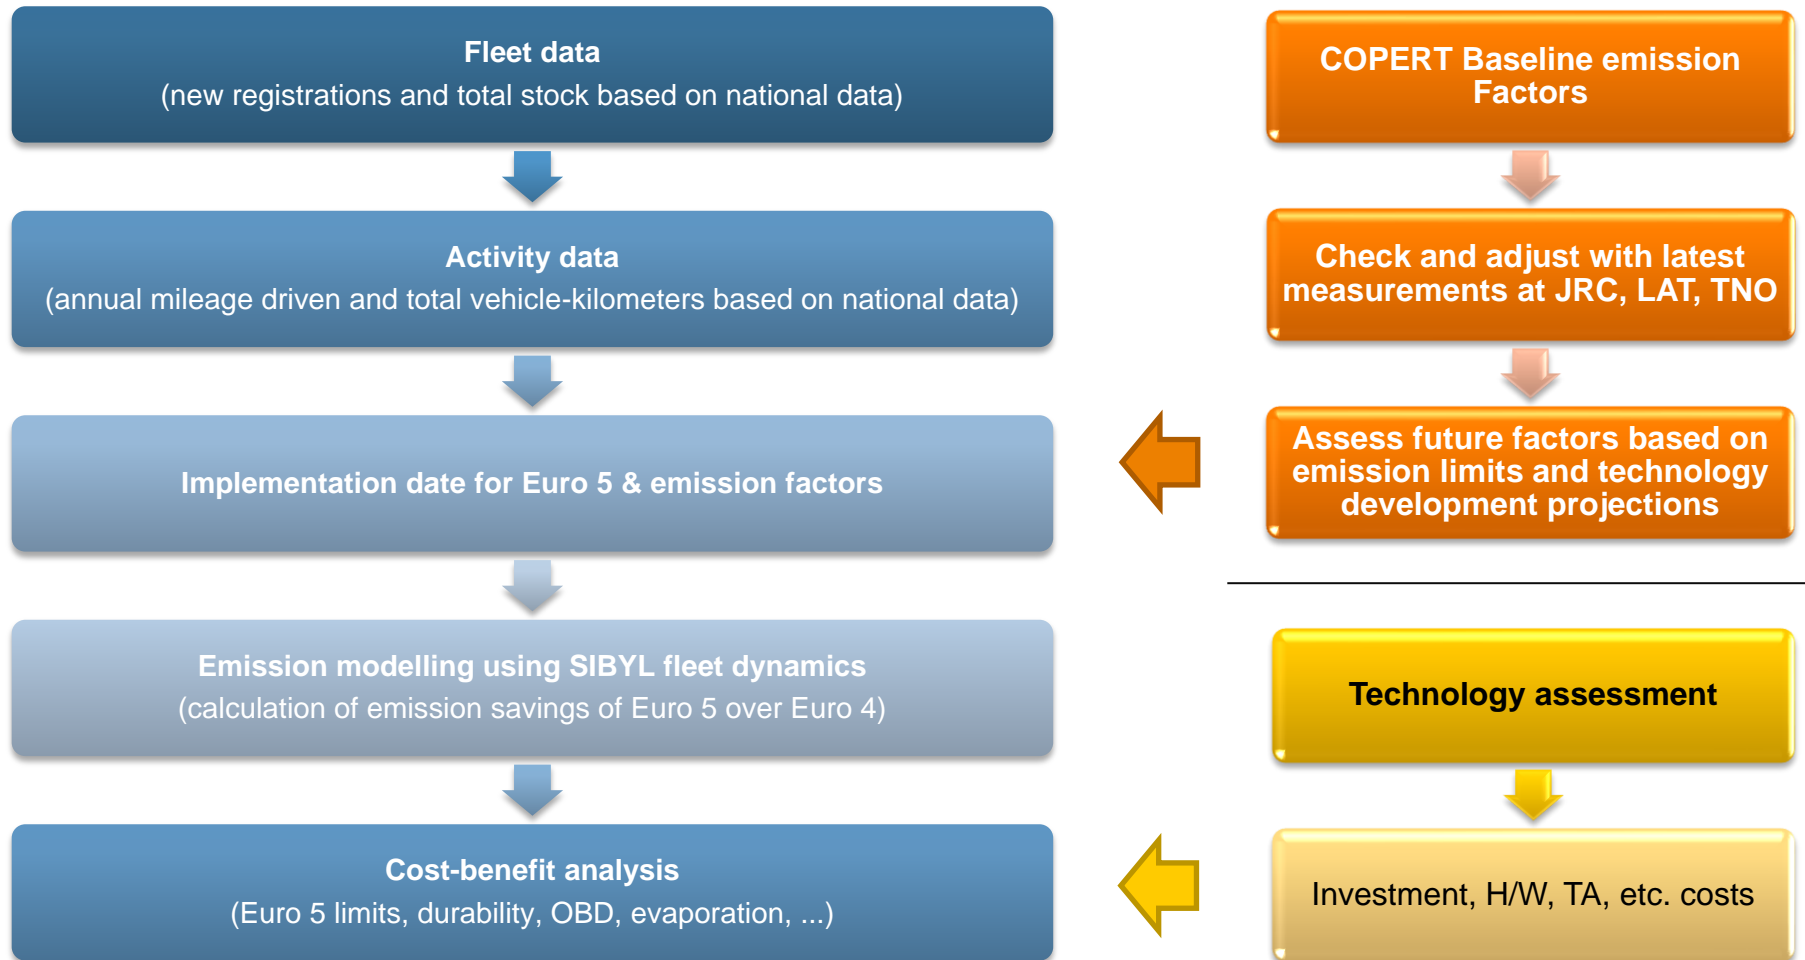 Fleet data
(new registrations and total stock based on national data)
Activity data
(annual mileage driven and total vehicle-kilometers based on national data)
Implementation date for Euro 5 & emission factors
Emission modelling using SIBYL fleet dynamics
(calculation of emission savings of Euro 5 over Euro 4)
Cost-benefit analysis
(Euro 5 limits, durability, OBD, evaporation, ...)
COPERT Baseline emission
Factors
Check and adjust with latest
measurements at JRC, LAT, TNO
Assess future factors based on
emission limits and technology
development projections
Technology assessment
Investment, H/W, TA, etc. costs